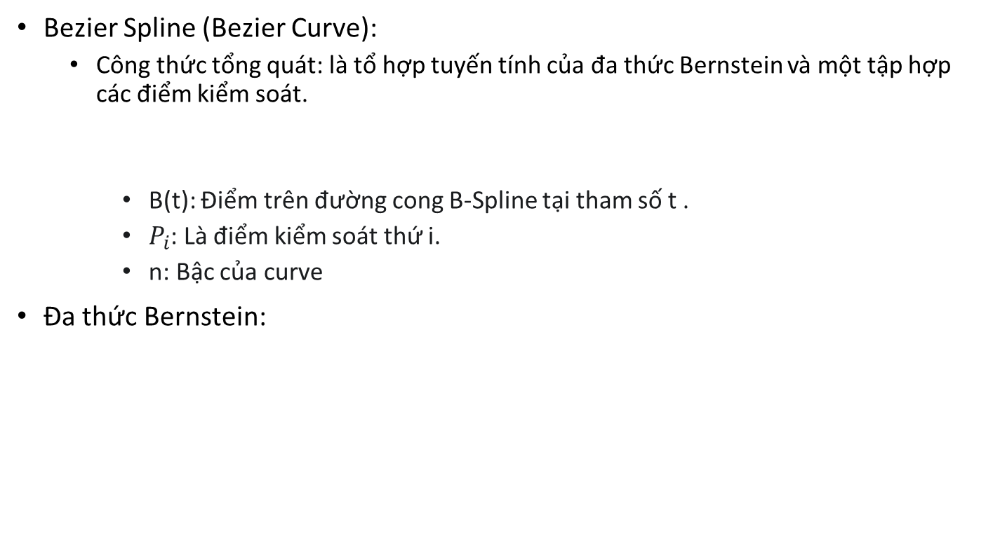 • Bezier Spline (Bezier Curve):
• Công thức tổng quát: là tổ hợp tuyến tính của đa thức Bernstein và một tập hợp
các điểm kiểm soát.
• B(t): Điểm trên đường cong B-Spline tại tham số t .
• 𝑃𝑖: Là điểm kiểm soát thứ i.
• n: Bậc của curve
• Đa thức Bernstein: